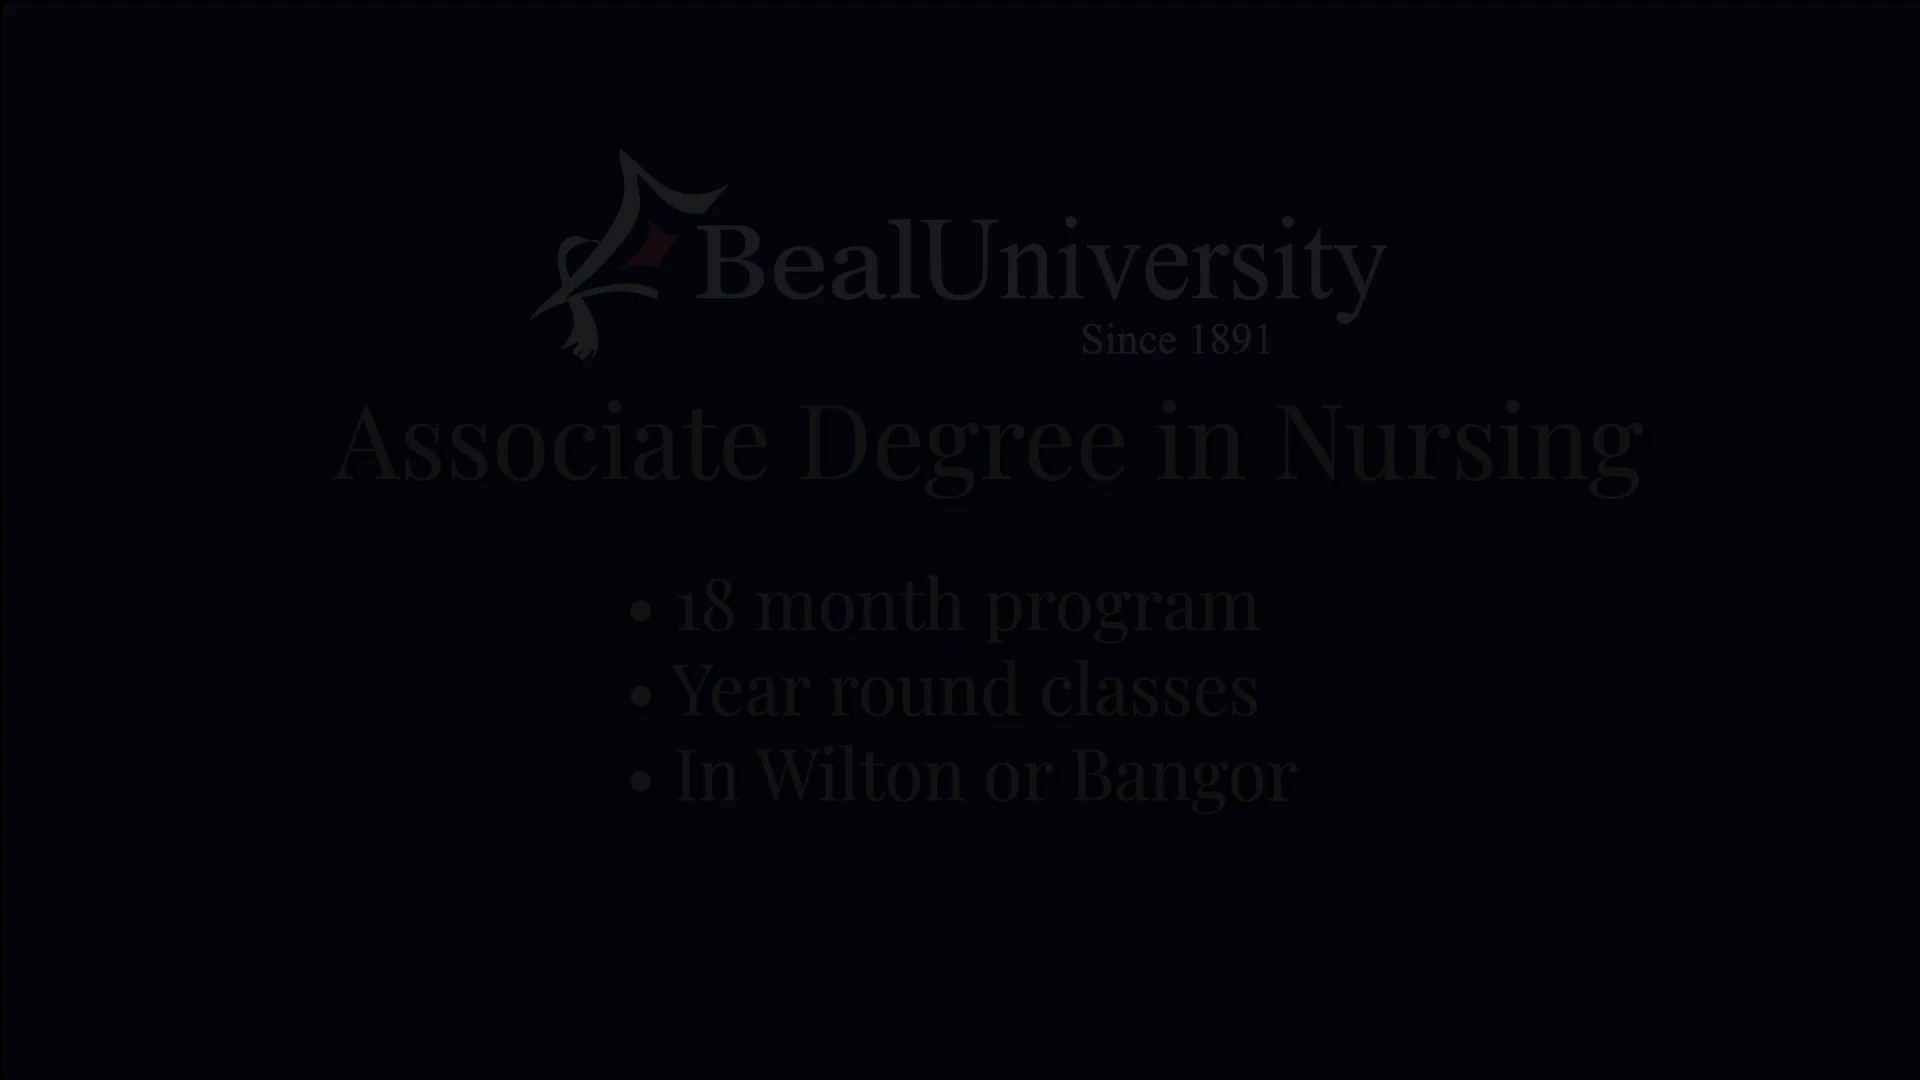 BealUniversity
Since 1891
Associate Degree in Nursing
• 18 month program
• Year round classes
• In Wilton or Bangor